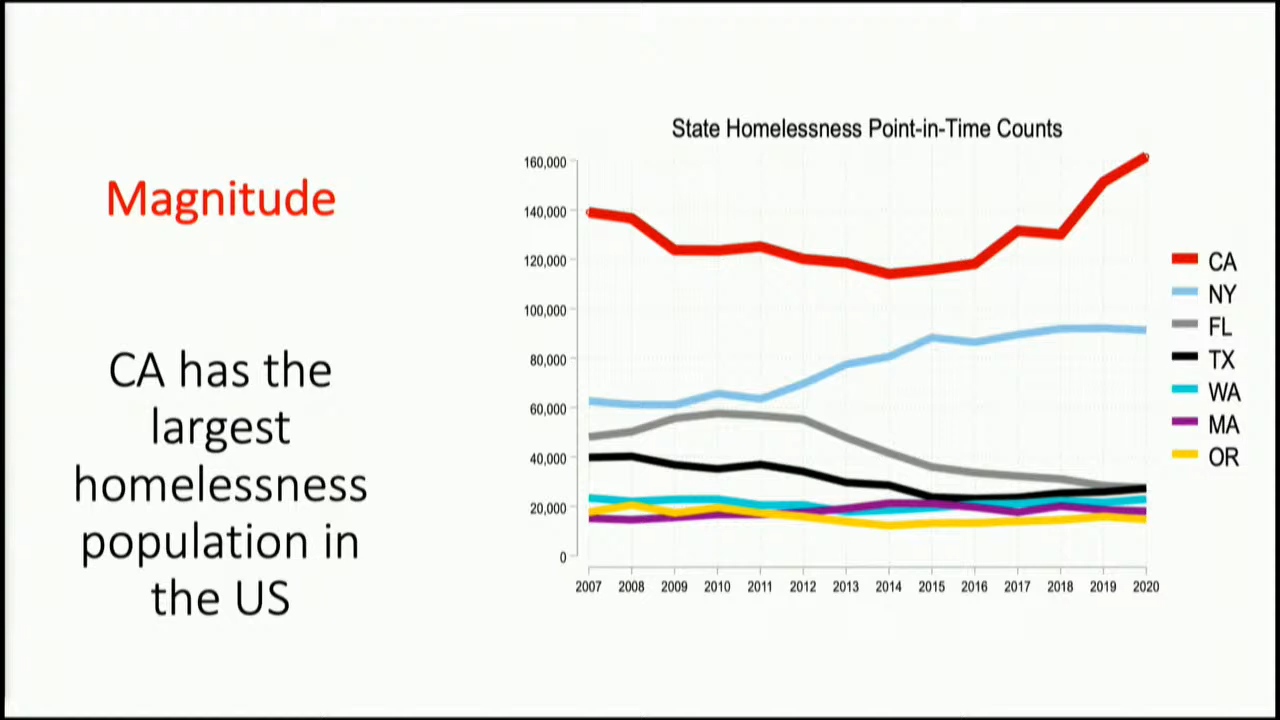 Magnitude
CA has the
largest
homelessness
population in
the US
State Homelessness Point-in-Time Counts
160,000
140,000
120,000
100,000
80,000
60,000
40,000
20,000
0
2007 2008 2009 2010 2011 2012 2013 2014 2015 2016 2017 2018 2019 2020
CA
NY
FL
TX
WA
MA
OR